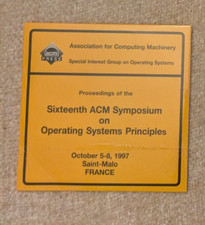 Association for Computing Machinery
Special Interest Group on Operating Systems
Proceedings of the
Sixteenth ACM Symposium
on
Operating Systems Principles
October 5-8, 1997
Saint-Malo
FRANCE